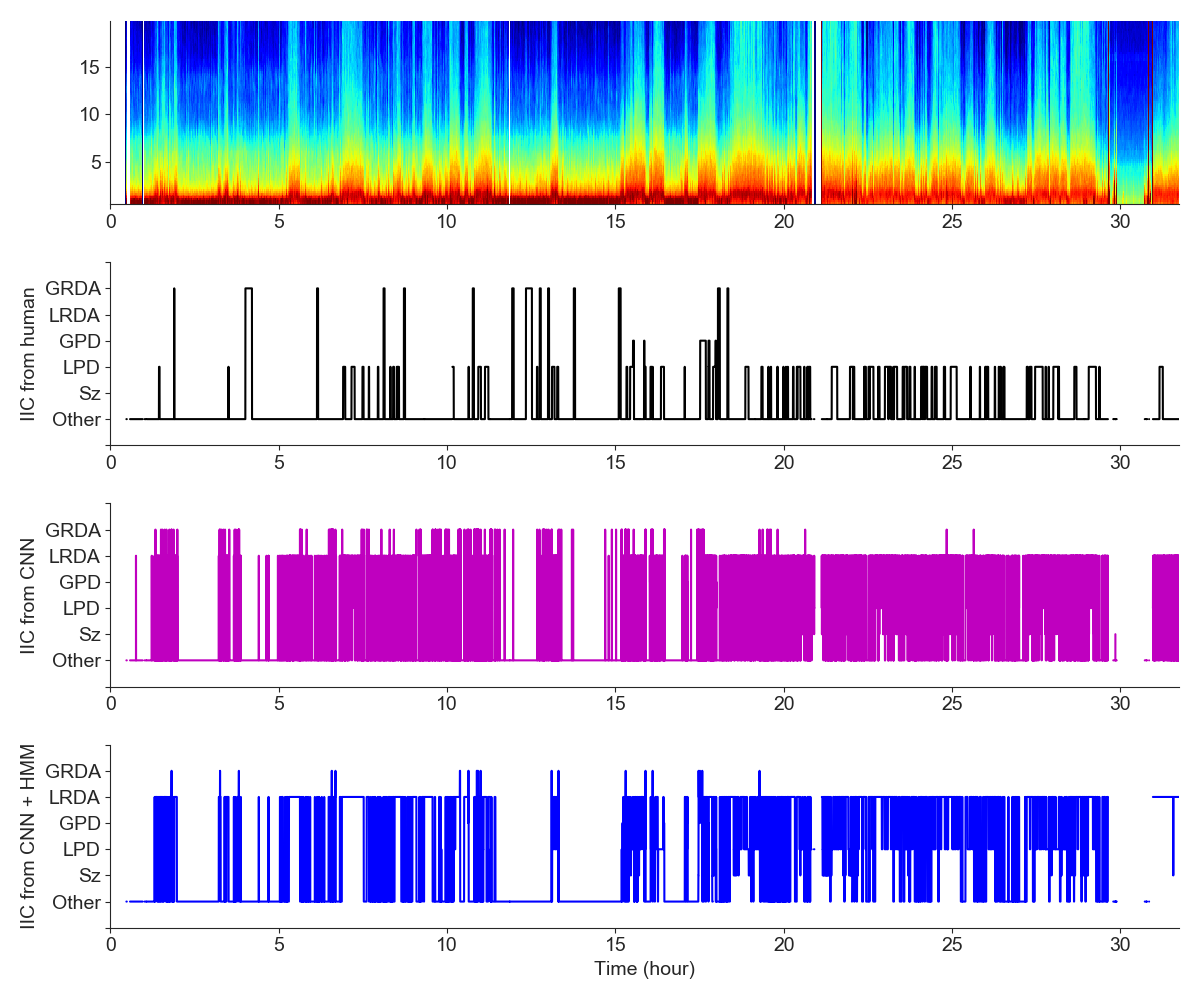 15
10
5
0 5 10 15 20 25 30
IIC from human
GRDA
LRDA
GPD
LPD
Sz
Other
0 5 10 15 20 25 30
IIC from CNN
GRDA
LRDA
GPD
LPD
Sz
Other
0 5 10 15 20 25 30
IIC from CNN + HMM
GRDA
LRDA
GPD
LPD
Sz
Other
0 5 10 15 20 25 30
Time (hour)